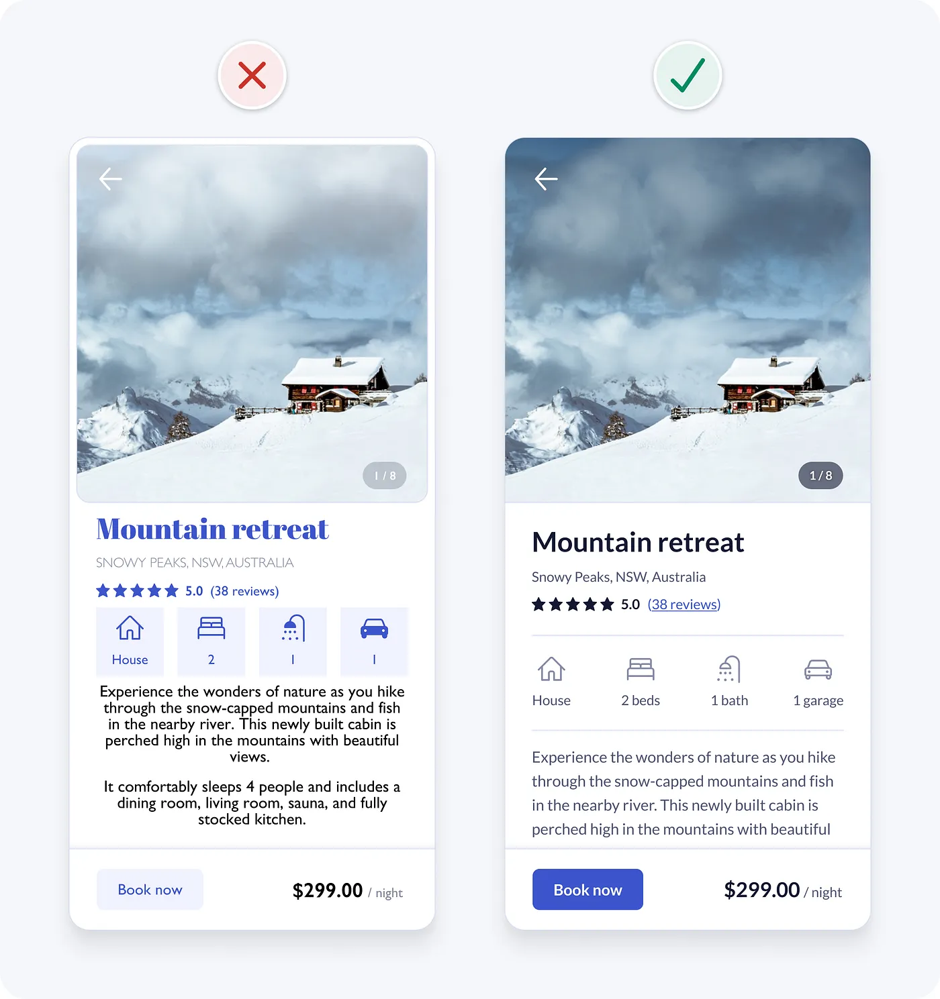 1 / 8
Mountain retreat
SNOWY PEAKS, NSW, AUSTRALIA
5.0 (38 reviews)
House 2 1 1
Experience the wonders of nature as you hike
through the snow-capped mountains and fish
in the nearby river. This newly built cabin is
perched high in the mountains with beautiful
views.
It comfortably sleeps 4 people and includes a
dining room, living room, sauna, and fully
stocked kitchen.
Book now $299.00 / night
1 / 8
Mountain retreat
Snowy Peaks, NSW, Australia
5.0 (38 reviews)
House 2 beds 1 bath 1 garage
Experience the wonders of nature as you hike
through the snow-capped mountains and fish
in the nearby river. This newly built cabin is
perched high in the mountains with beautiful
Book now $299.00 / night